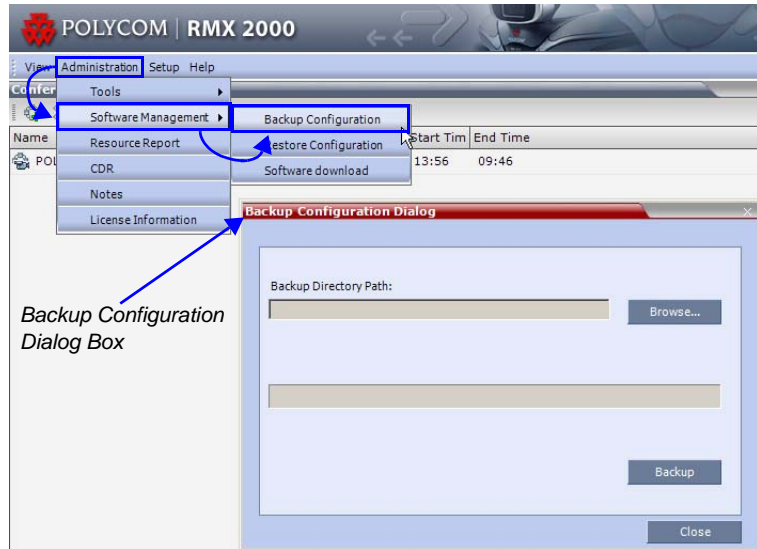 POLYCOM | RMX 2000
View Administration Setup Help
Confer
Tools
Software Management
Backup Configuration
Name
Resource Report
Restore Configuration
Start Tim End Time
POL
CDR
Software download
13:56 09:46
Notes
License Information
Backup Configuration Dialog
Backup Directory Path:
Browse...
Backup Configuration
Dialog Box
Backup
Close